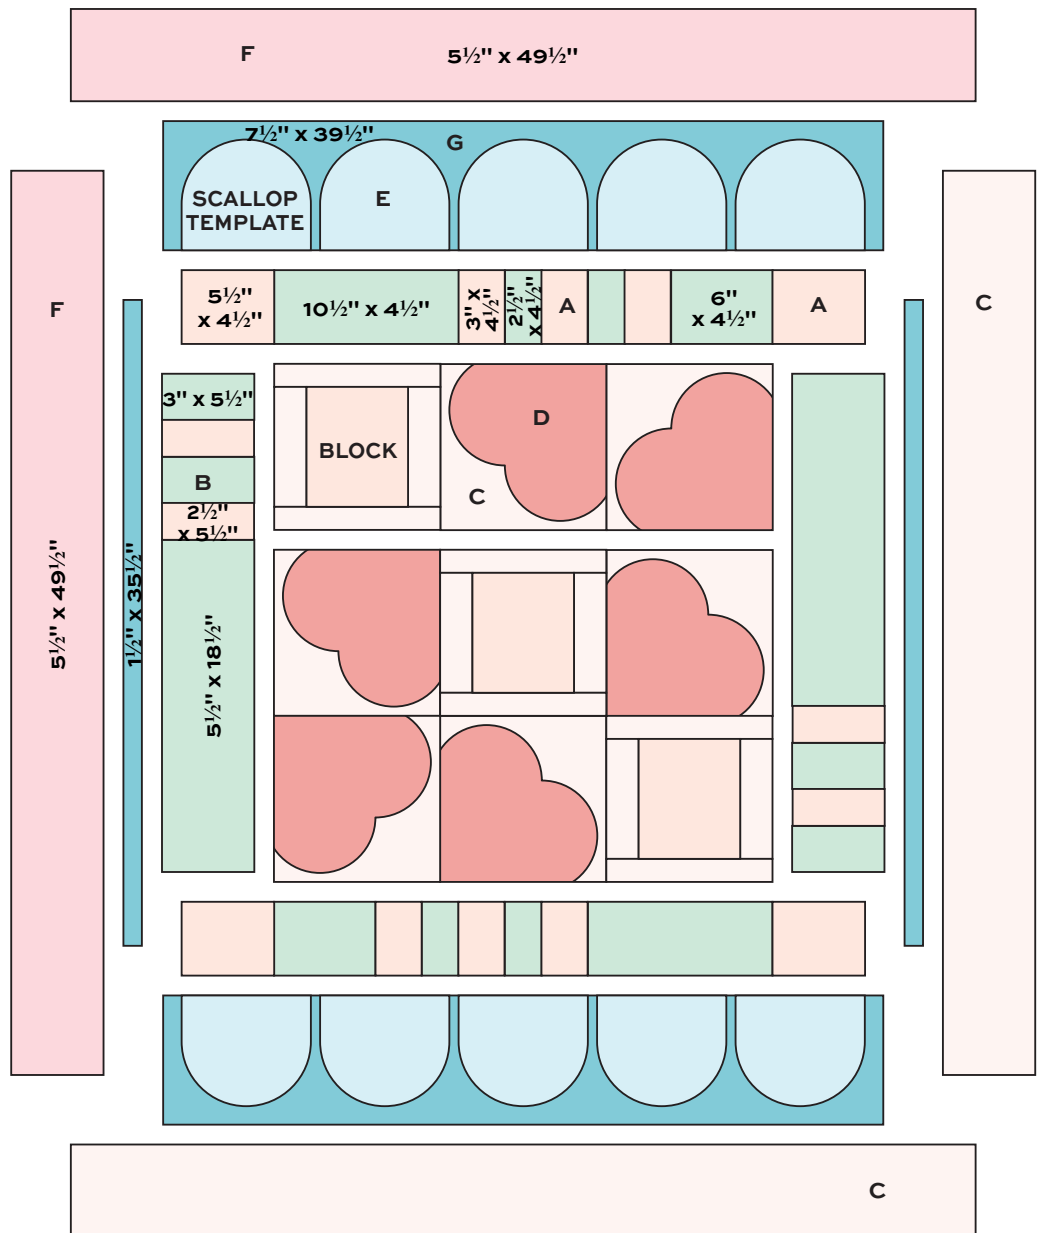 F
5½" x 49½"
7½" x 39½"
G
SCALLOP
TEMPLATE
E
F
C
5½"
x 4½"
10½" x 4½"
3" x
4½"
2½"
x 4½"
A
6"
x 4½"
A
3" x 5½"
B
2½"
x 5½"
BLOCK
D
C
5½" x 49½"
1½" x 35½"
5½" x 18½"
C